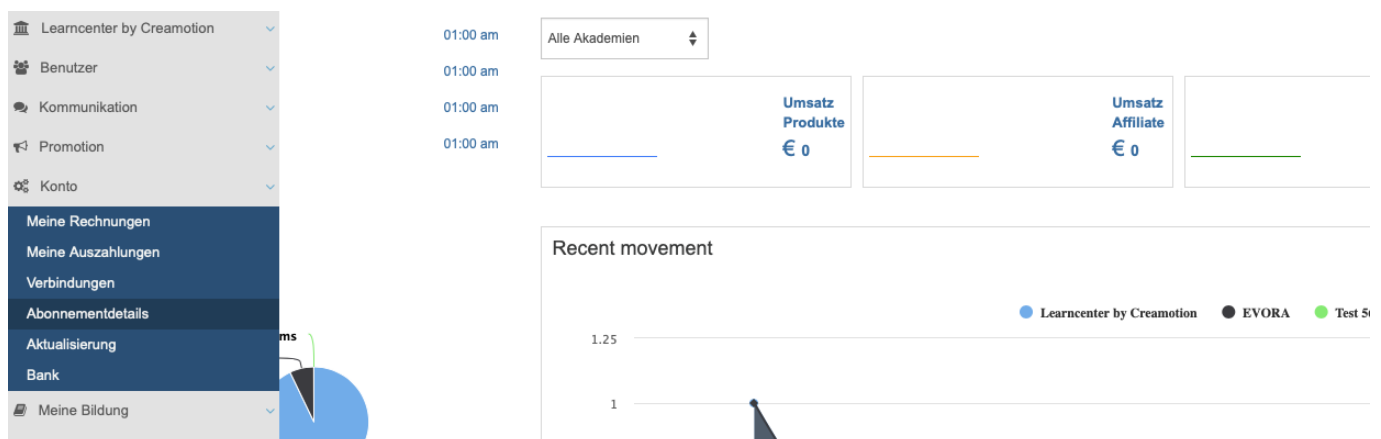 Learncenter by Creamotion
Benutzer
Kommunikation
Promotion
Konto
Meine Rechnungen
Meine Auszahlungen
Verbindungen
Abonnementdetails
Aktualisierung
Bank
Meine Bildung
01:00 am
01:00 am
01:00 am
01:00 am
ms
Alle Akademien
Umsatz
Produkte
€ 0
Umsatz
Affiliate
€ 0
Recent movement
Learncenter by Creamotion EVORA Test
1.25
1